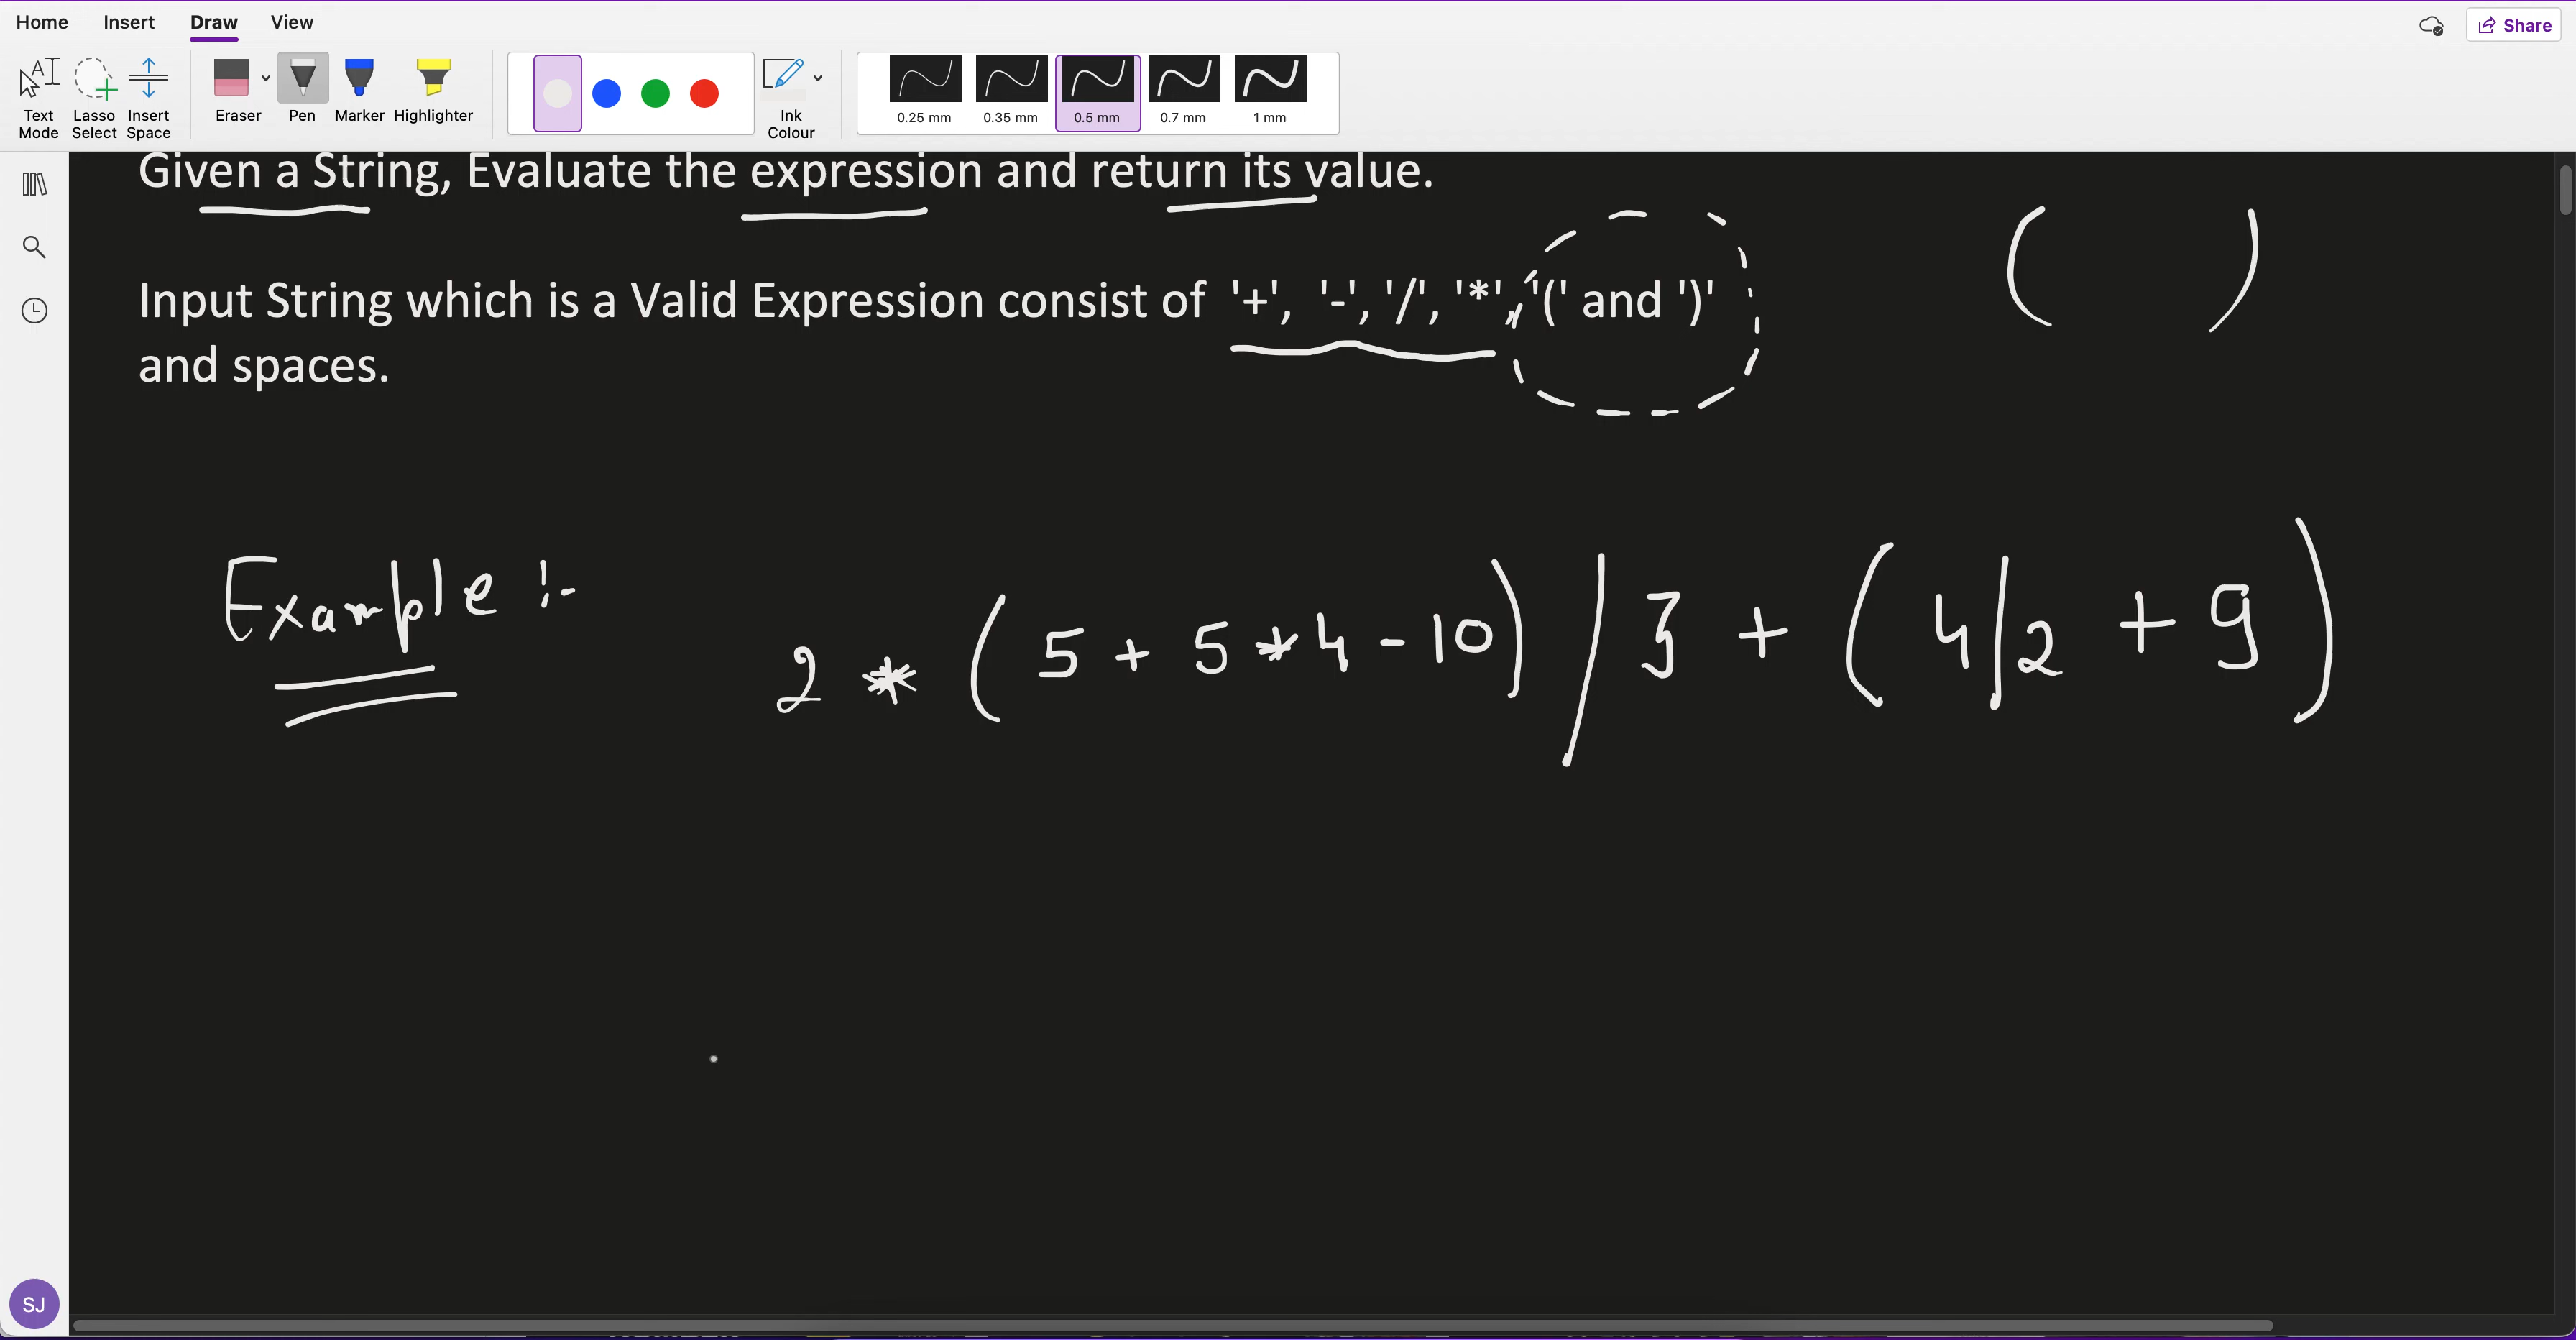 Home Insert Draw View
Share
Text Mode
Lasso Select
Insert Space
Eraser
Pen
Marker
Highlighter
Ink Colour
0.25 mm
0.35 mm
0.5 mm
0.7 mm
1 mm
Given a String, Evaluate the expression and return its value.
( )
Input String which is a Valid Expression consist of '+', '-', '/', '*', '(' and ')'
and spaces.
Example :-
2 * ( 5 + 5 * 4 - 10 ) / 3 + ( 4/2 + 9 )
SJ